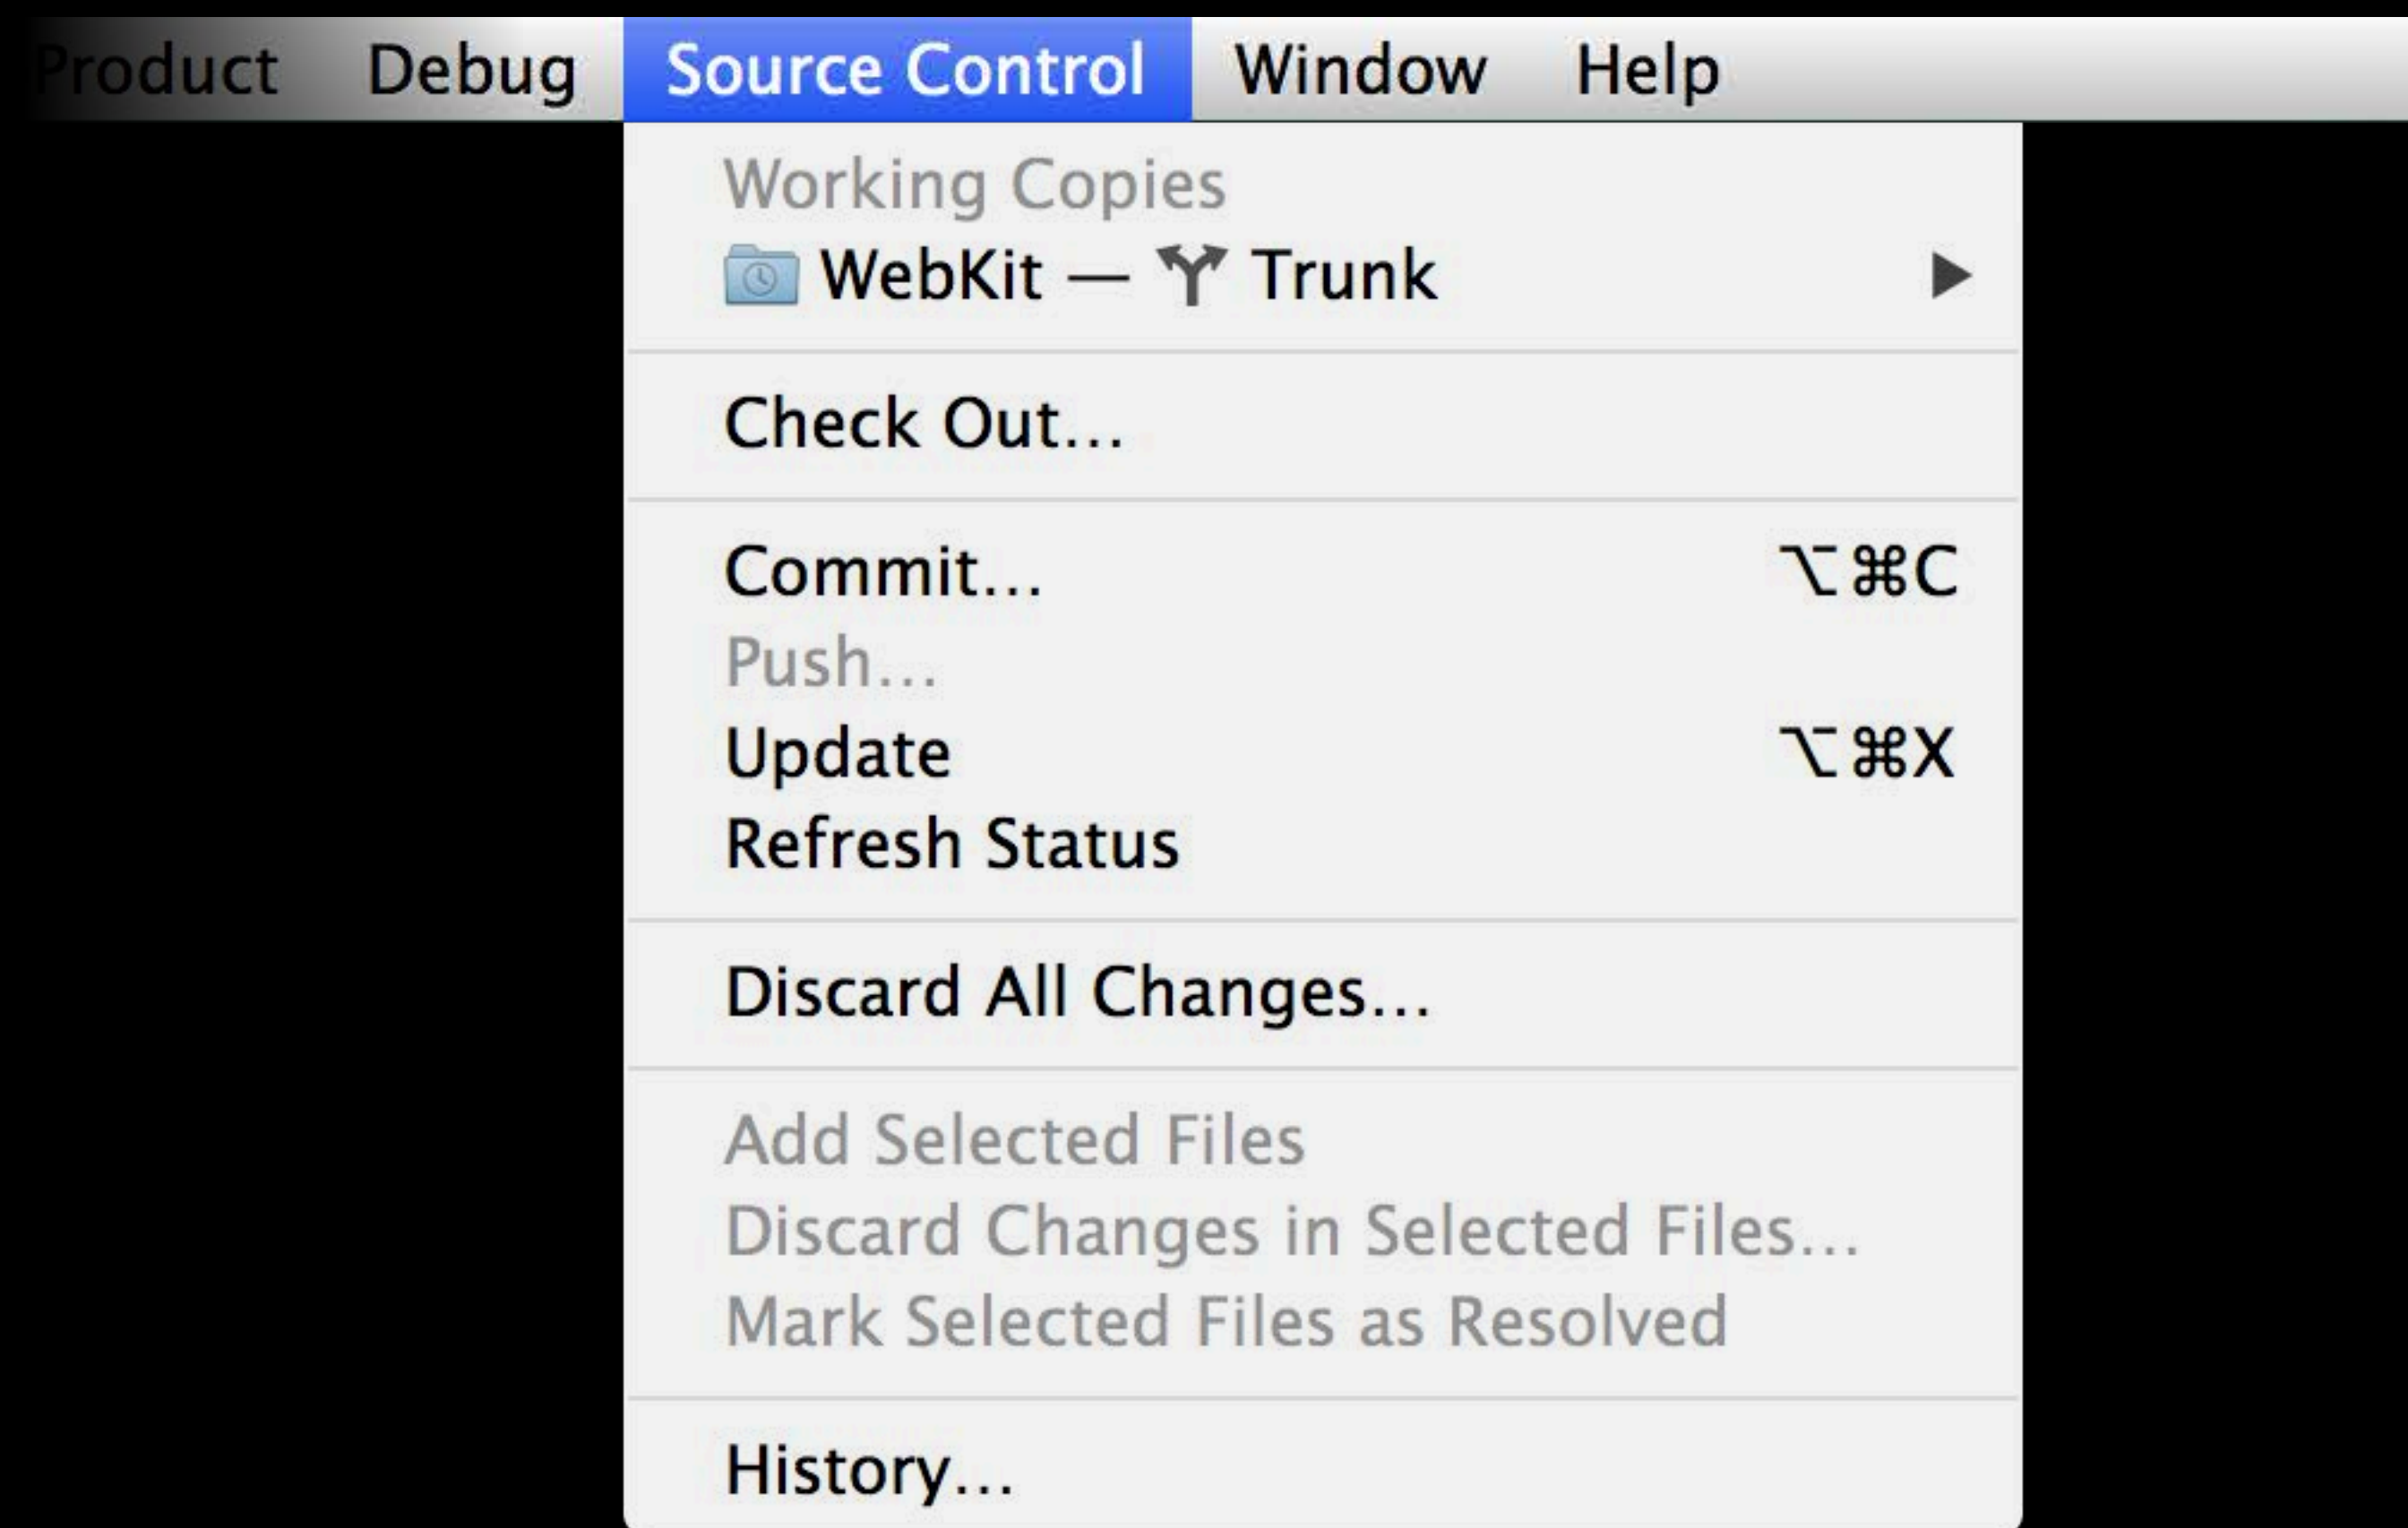 Product Debug Source Control Window Help
Working Copies
WebKit — Trunk
Check Out...
Commit... ⌥⌘C
Push...
Update ⌥⌘X
Refresh Status
Discard All Changes...
Add Selected Files
Discard Changes in Selected Files...
Mark Selected Files as Resolved
History...